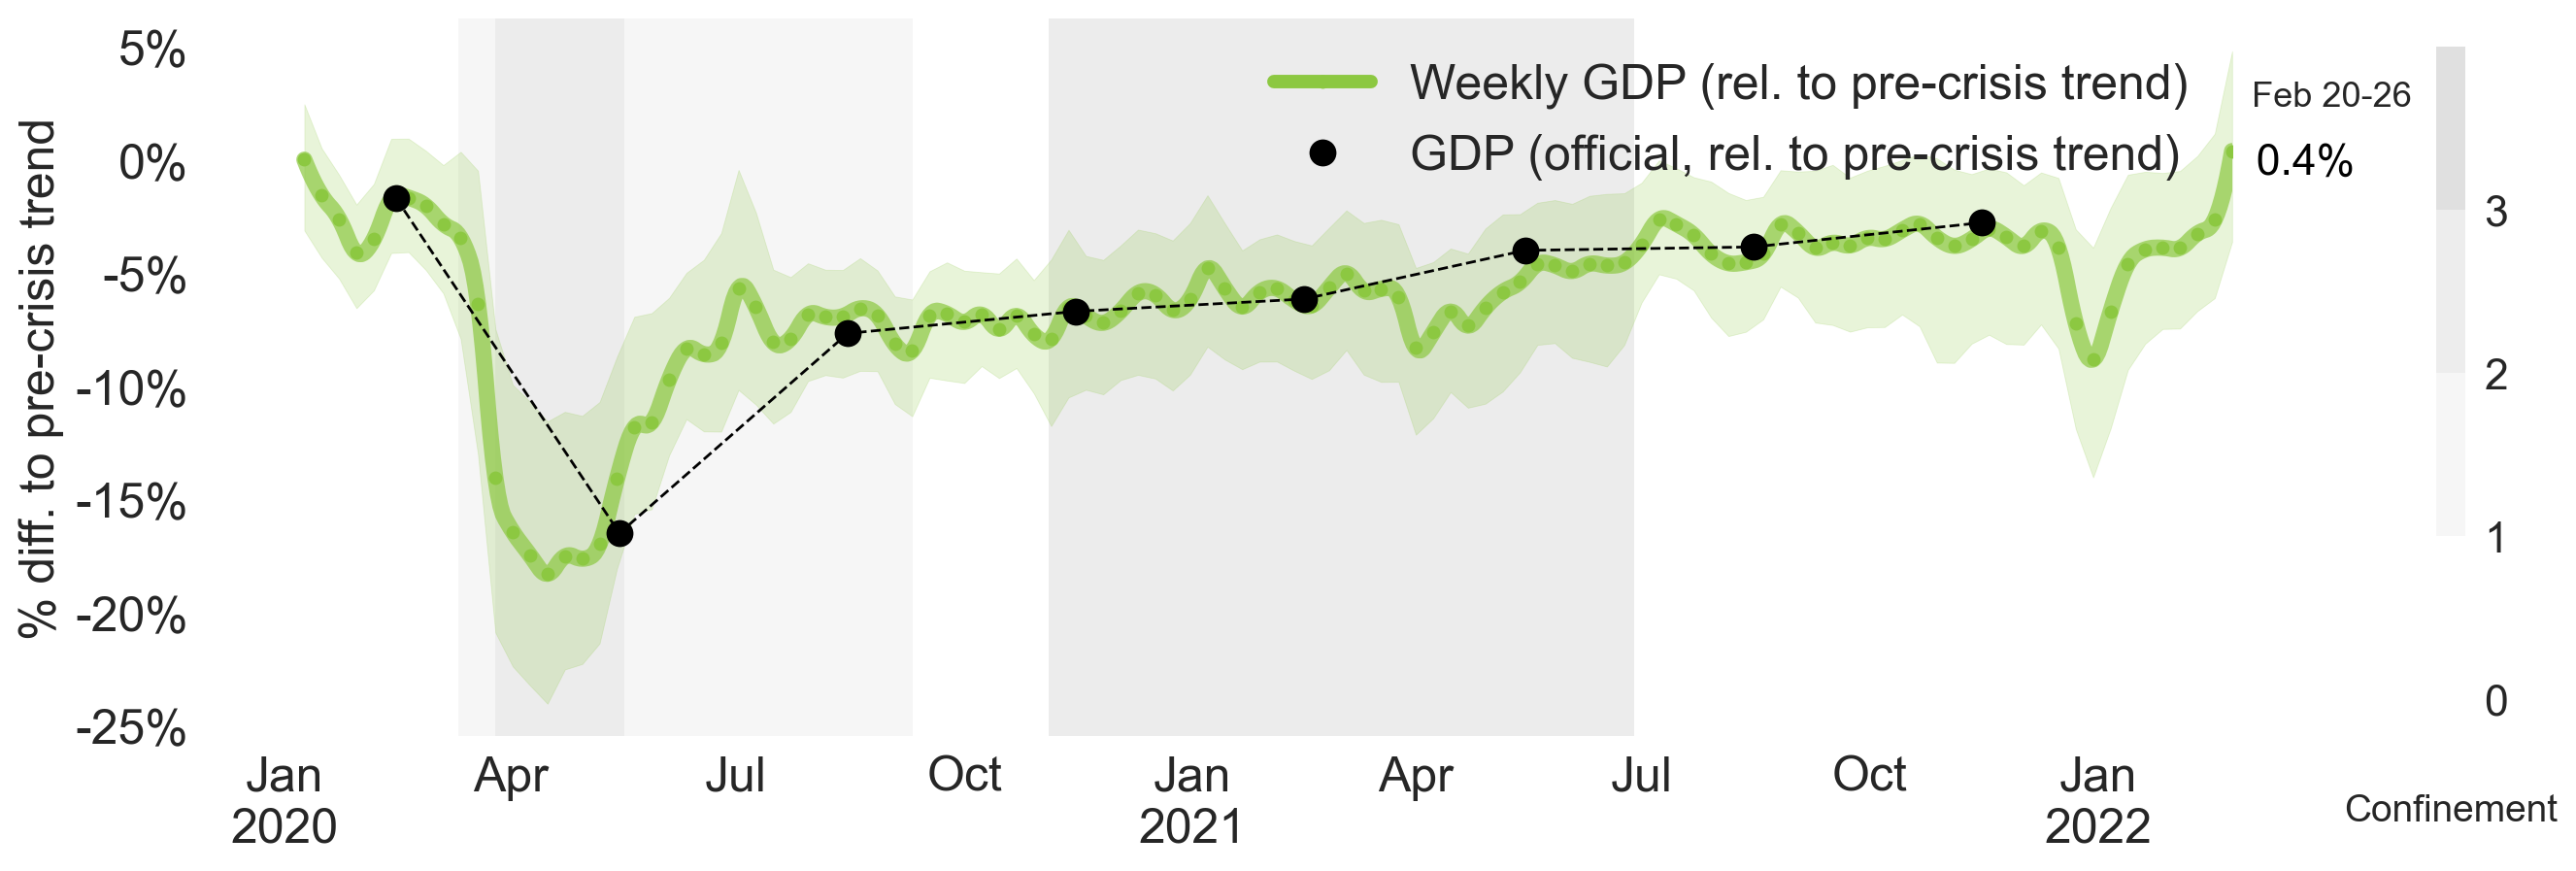 % diff. to pre-crisis trend
5%
0%
-5%
-10%
-15%
-20%
-25%
Weekly GDP (rel. to pre-crisis trend)
GDP (official, rel. to pre-crisis trend)
Feb 20-26
0.4%
3
2
1
0
Jan Apr Jul Oct Jan Apr Jul Oct Jan
2020 2021 2022
Confinement